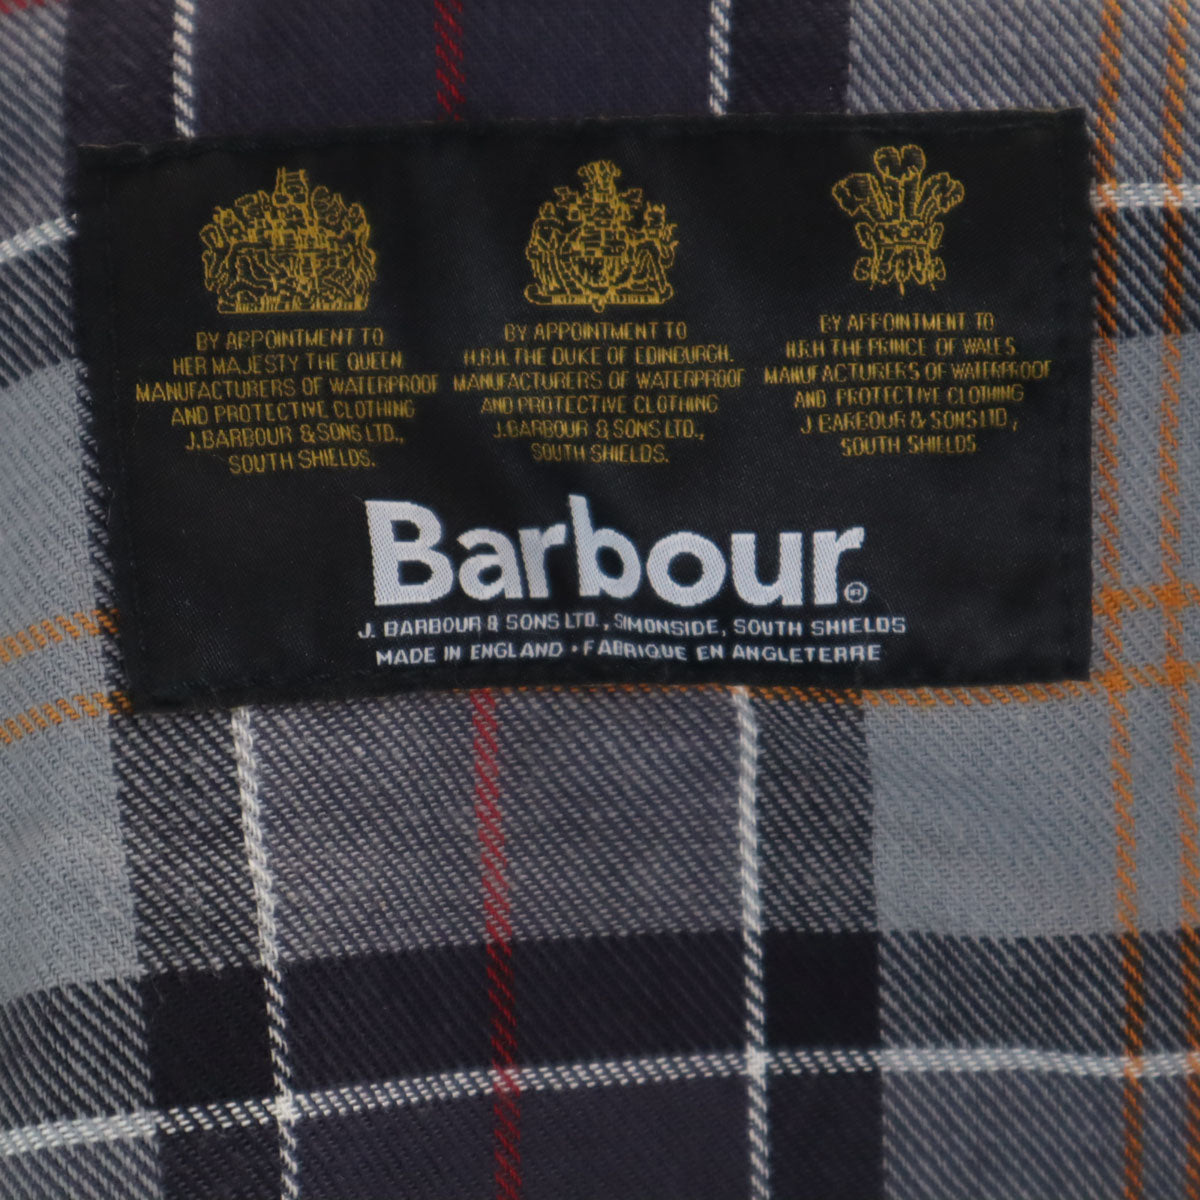 BY APPOINTMENT TO
HER MAJESTY THE QUEEN
MANUFACTURERS OF WATERPROOF
AND PROTECTIVE CLOTHING
J. BARBOUR & SONS LTD.,
SOUTH SHIELDS.
BY APPOINTMENT TO
H.R.H. THE DUKE OF EDINBURGH.
MANUFACTURERS OF WATERPROOF
AND PROTECTIVE CLOTHING
J. BARBOUR & SONS LTD.,
SOUTH SHIELDS.
BY APPOINTMENT TO
H.R.H THE PRINCE OF WALES
MANUFACTURERS OF WATERPROOF
AND PROTECTIVE CLOTHING
J BARBOUR & SONS LTD,
SOUTH SHIELDS.
Barbour®
J. BARBOUR & SONS LTD., SIMONSIDE, SOUTH SHIELDS
MADE IN ENGLAND · FABRIQUE EN ANGLETERRE